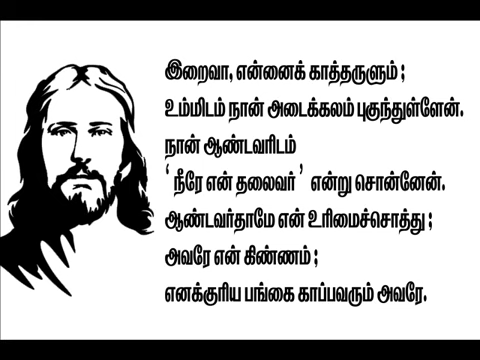 இறைவா, என்னைக் காத்தருளும் ;
உம்மிடம் நான் அடைக்கலம் புகுந்துள்ளேன்.
நான் ஆண்டவரிடம்
‘ நீரே என் தலைவர் ’ என்று சொன்னேன்.
ஆண்டவர்தாமே என் உரிமைச்சொத்து ;
அவரே என் கிண்ணம் ;
எனக்குரிய பங்கை காப்பவரும் அவரே.